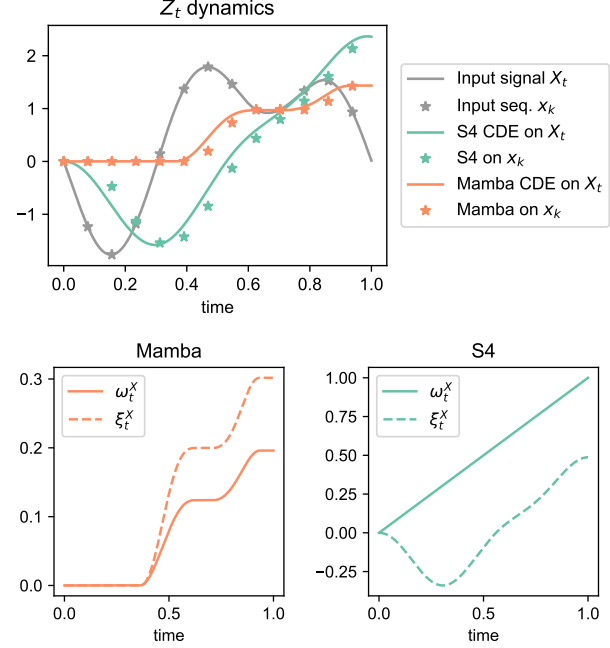 Z_t dynamics
2
1
0
−1
0.0 0.2 0.4 0.6 0.8 1.0
time
Input signal X_t
Input seq. x_k
S4 CDE on X_t
S4 on x_k
Mamba CDE on X_t
Mamba on x_k
Mamba
0.3
0.2
0.1
0.0
ω_t^X
ξ_t^X
0.0 0.5 1.0
time
S4
1.00
0.75
0.50
0.25
0.00
−0.25
ω_t^X
ξ_t^X
0.0 0.5 1.0
time